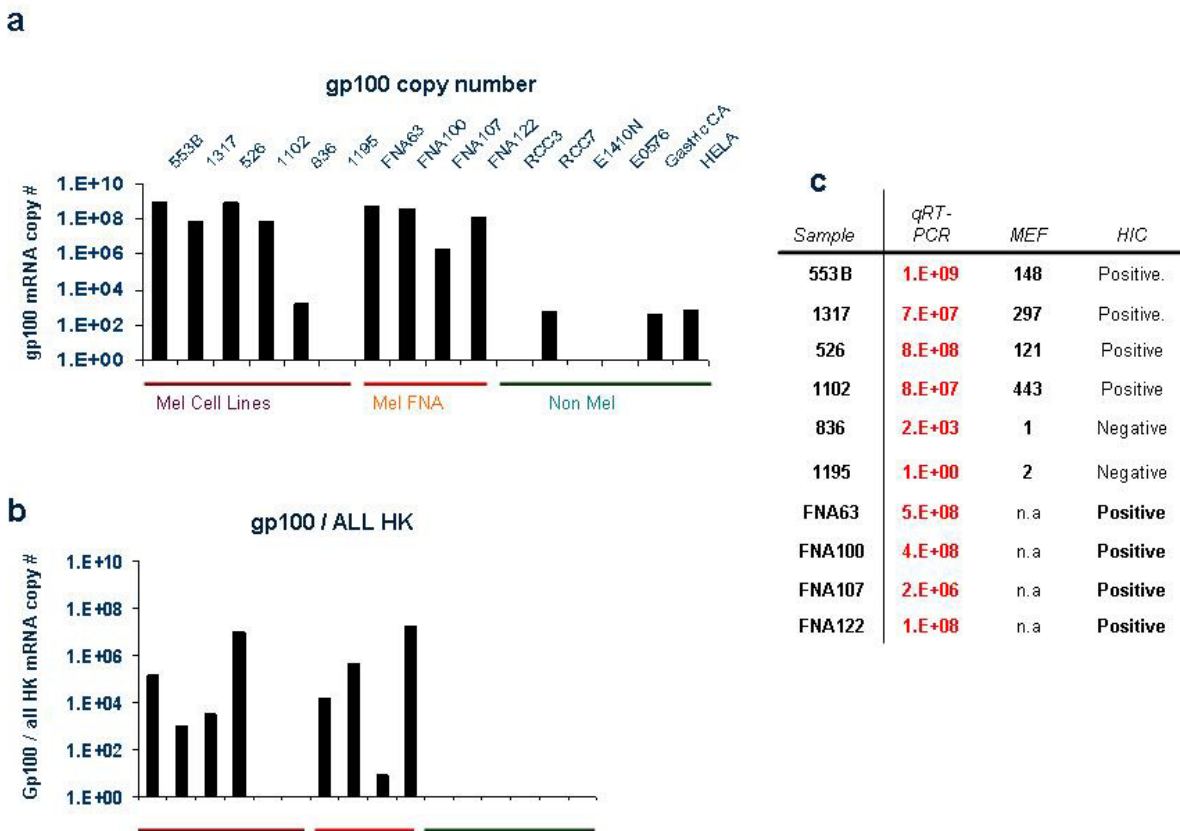 a
gp100 copy number
553B 1317 526 1102 836 1195 FNA63 FNA100 FNA107 FNA122 RCC3 RCC7 E1410N E0576 Gastric CA HELA
gp100 mRNA copy #
1.E+10
1.E+08
1.E+06
1.E+04
1.E+02
1.E+00
Mel Cell Lines Mel FNA Non Mel
b
gp100 / ALL HK
Gp100 / all HK mRNA copy #
1.E+10
1.E+08
1.E+06
1.E+04
1.E+02
1.E+00
c
Sample qRT-PCR MEF HIC
553B 1.E+09 148 Positive.
1317 7.E+07 297 Positive.
526 8.E+08 121 Positive
1102 8.E+07 443 Positive
836 2.E+03 1 Negative
1195 1.E+00 2 Negative
FNA63 5.E+08 n.a Positive
FNA100 4.E+08 n.a Positive
FNA107 2.E+06 n.a Positive
FNA122 1.E+08 n.a Positive